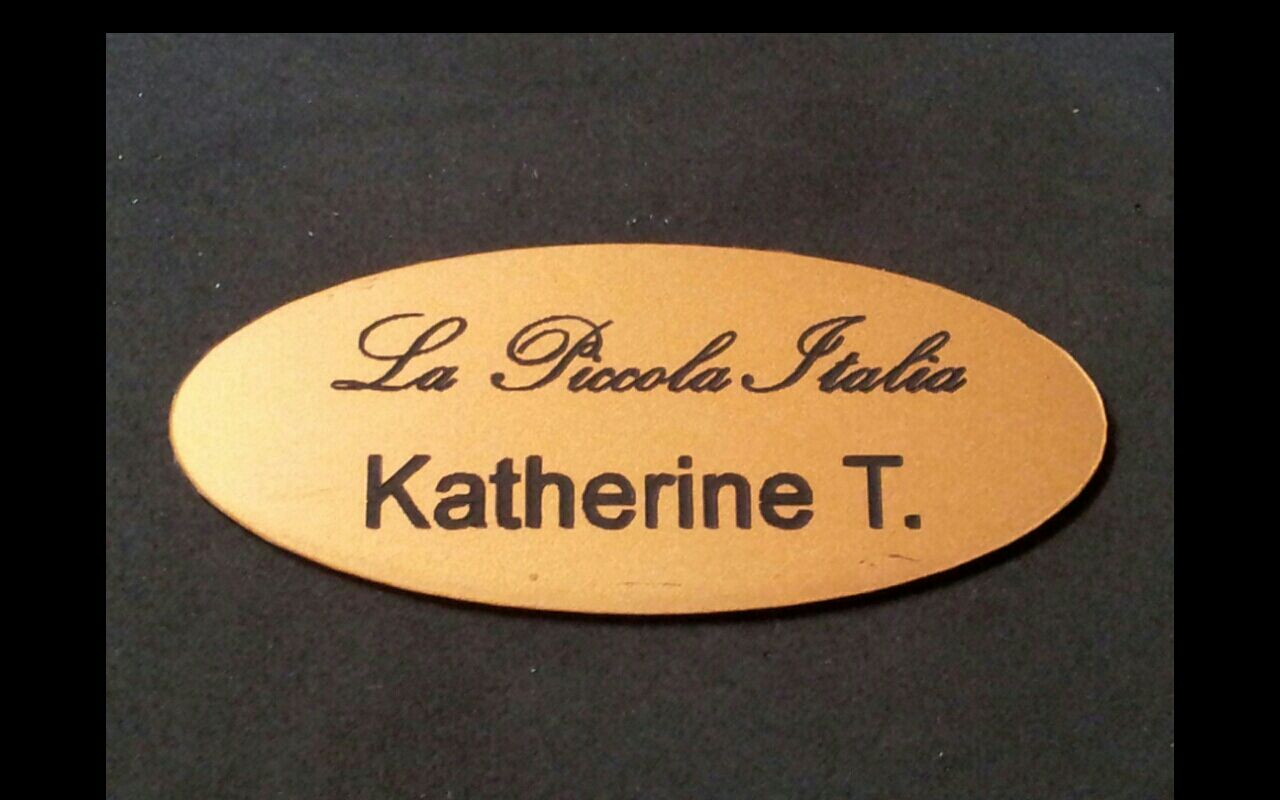 La Piccola Italia
Katherine T.